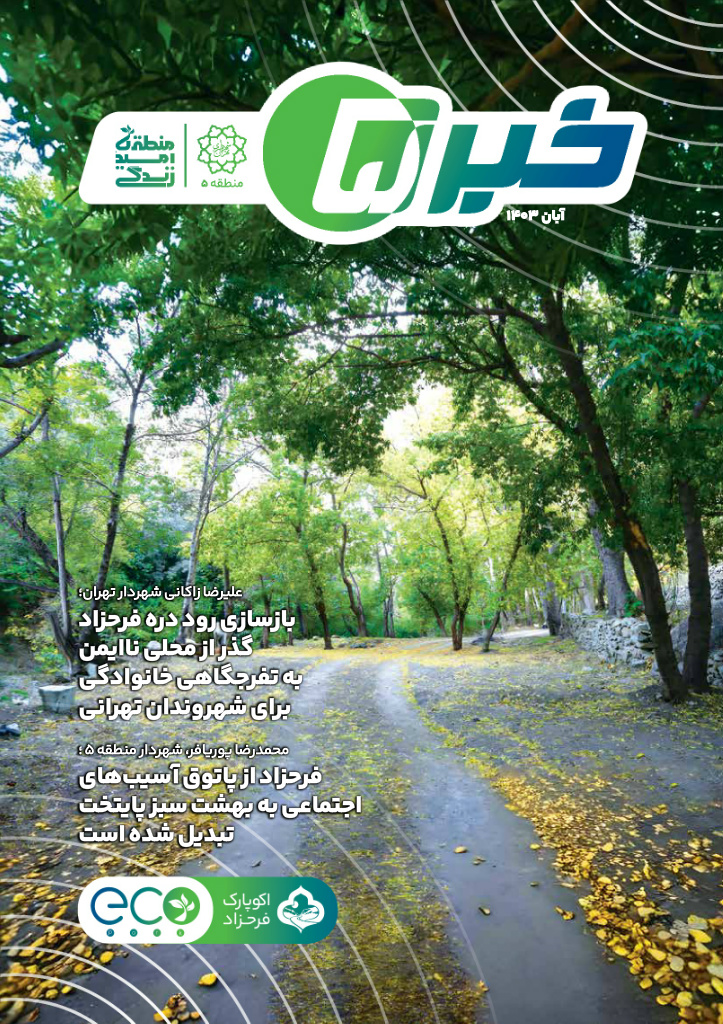 خبر ۵
منطقه ۵
منطقه
امید
زندگی
آبان ۱۴۰۳
علیرضا زاکانی شهردار تهران؛
بازسازی رود دره فرحزاد
گذر از محلی ناایمن
به تفرجگاهی خانوادگی
برای شهروندان تهرانی
محمدرضا پوریافر، شهردار منطقه ۵ ؛
فرحزاد از پاتوق آسیب‌های
اجتماعی به بهشت سبز پایتخت
تبدیل شده است
اکوپارک
فرحزاد
eco
PARK